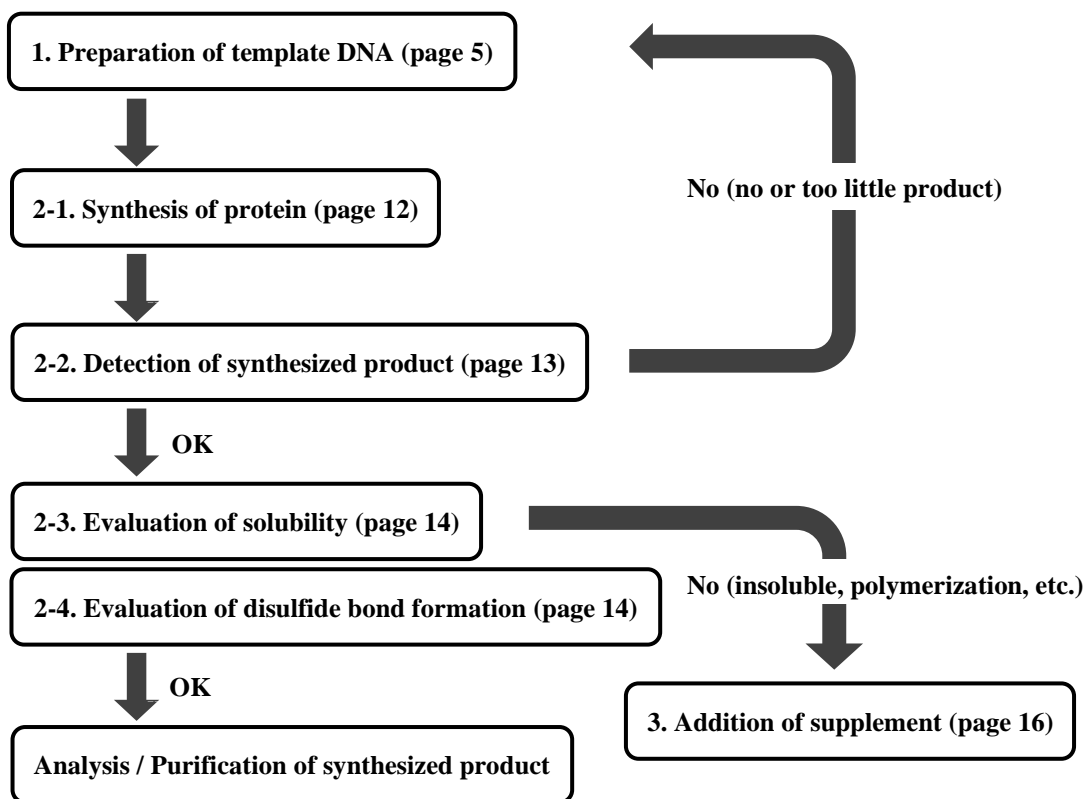 1. Preparation of template DNA (page 5)
2-1. Synthesis of protein (page 12)
No (no or too little product)
2-2. Detection of synthesized product (page 13)
OK
2-3. Evaluation of solubility (page 14)
2-4. Evaluation of disulfide bond formation (page 14)
No (insoluble, polymerization, etc.)
OK
3. Addition of supplement (page 16)
Analysis / Purification of synthesized product